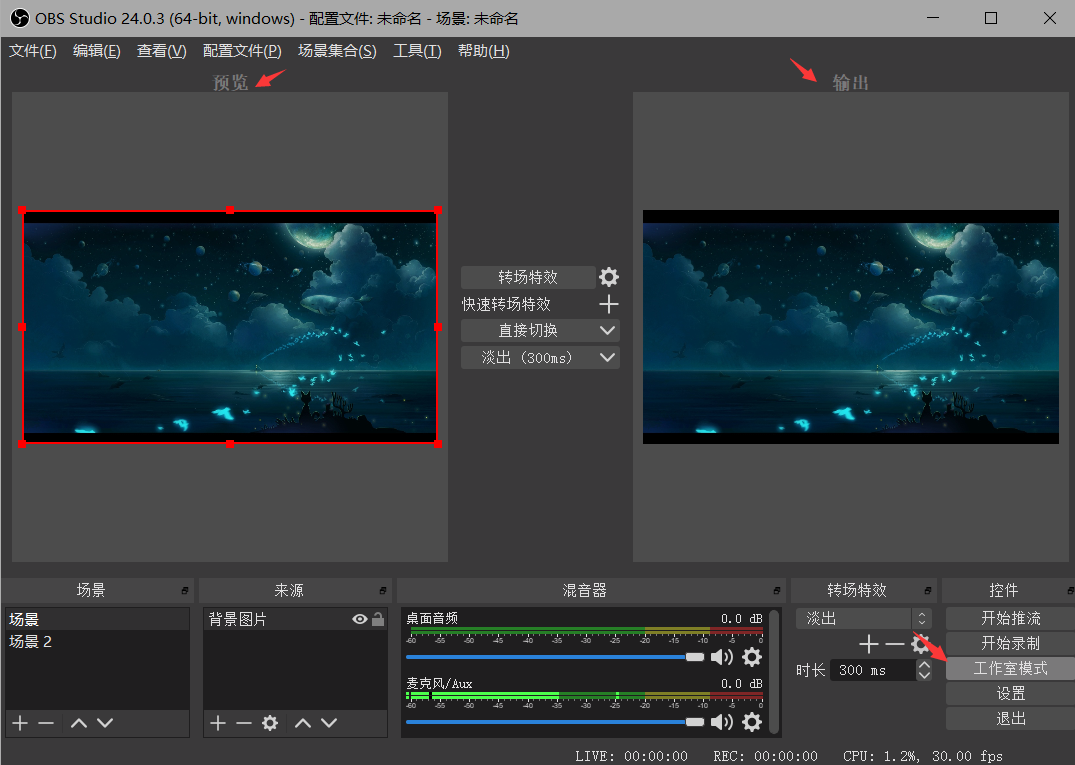 OBS Studio 24.0.3 (64-bit, windows) - 配置文件: 未命名 - 场景: 未命名
文件(F) 编辑(E) 查看(V) 配置文件(P) 场景集合(S) 工具(T) 帮助(H)
预览
输出
转场特效
快速转场特效
直接切换
淡出 (300ms)
场景
场景
场景 2
来源
背景图片
混音器
桌面音频 0.0 dB
-60 -55 -50 -45 -40 -35 -30 -25 -20 -15 -10 -5 0
麦克风/Aux 0.0 dB
-60 -55 -50 -45 -40 -35 -30 -25 -20 -15 -10 -5 0
转场特效
淡出
时长 300 ms
控件
开始推流
开始录制
工作室模式
设置
退出
LIVE: 00:00:00 REC: 00:00:00 CPU: 1.2%, 30.00 fps